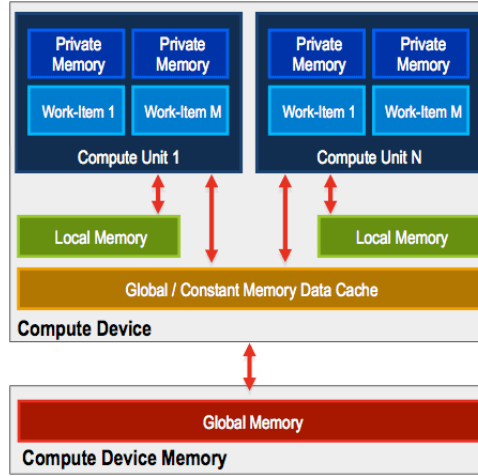 Private Memory
Private Memory
Private Memory
Private Memory
Work-Item 1
Work-Item M
Work-Item 1
Work-Item M
Compute Unit 1
Compute Unit N
Local Memory
Local Memory
Global / Constant Memory Data Cache
Compute Device
Global Memory
Compute Device Memory